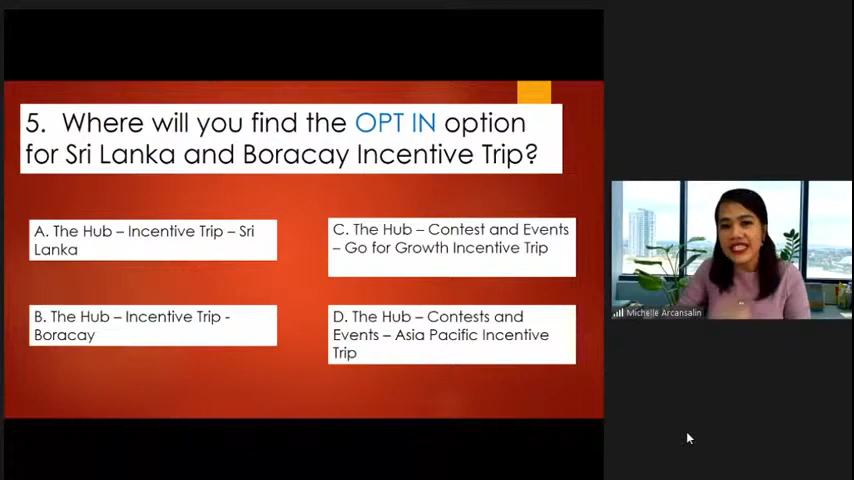 5. Where will you find the OPT IN option
for Sri Lanka and Boracay Incentive Trip?
A. The Hub – Incentive Trip – Sri
Lanka
C. The Hub – Contest and Events
– Go for Growth Incentive Trip
B. The Hub – Incentive Trip -
Boracay
D. The Hub – Contests and
Events – Asia Pacific Incentive
Trip
Michelle Arcansalin